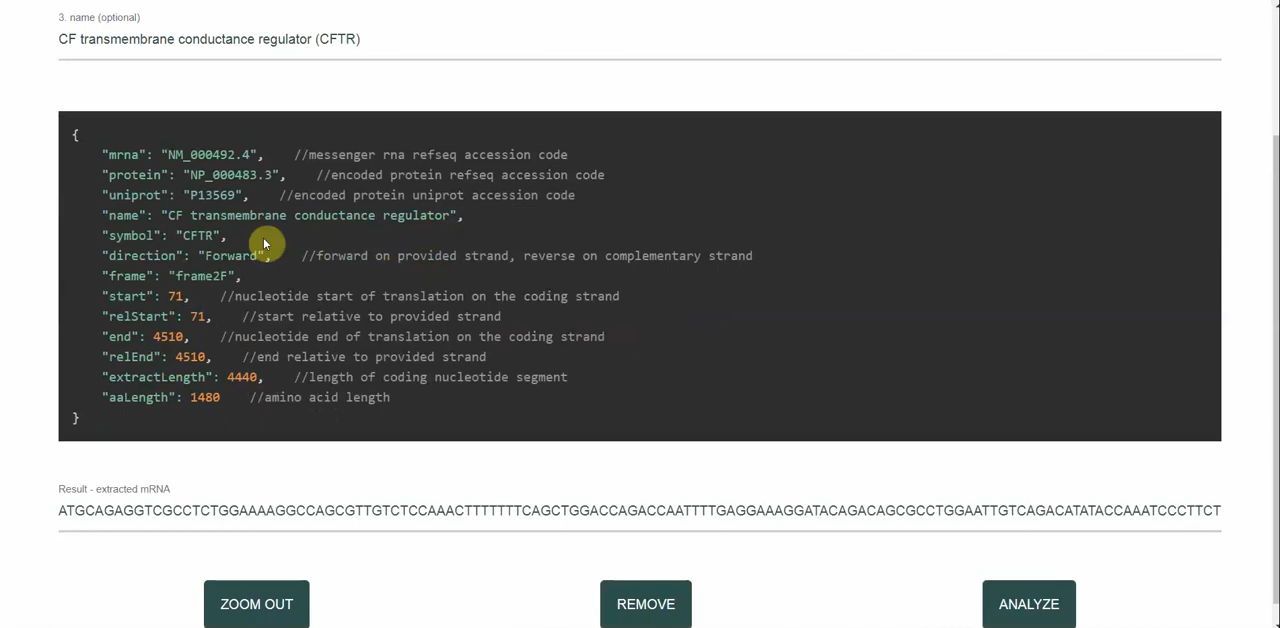 3. name (optional)
CF transmembrane conductance regulator (CFTR)
{
"mrna": "NM_000492.4", //messenger rna refseq accession code
"protein": "NP_000483.3", //encoded protein refseq accession code
"uniprot": "P13569", //encoded protein uniprot accession code
"name": "CF transmembrane conductance regulator",
"symbol": "CFTR",
"direction": "Forward", //forward on provided strand, reverse on complementary strand
"frame": "frame2F",
"start": 71, //nucleotide start of translation on the coding strand
"relStart": 71, //start relative to provided strand
"end": 4510, //nucleotide end of translation on the coding strand
"relEnd": 4510, //end relative to provided strand
"extractLength": 4440, //length of coding nucleotide segment
"aaLength": 1480 //amino acid length
}
Result - extracted mRNA
ATGCAGAGGTCGCCTCTGGAAAAGGCCAGCGTTGTCTCCAAACTTTTTTTCAGCTGGACCAGACCAATTTTGAGGAAAGGATACAGACAGCGCCTGGAATTGTCAGACATATACCAAATCCCTTCT
ZOOM OUT
REMOVE
ANALYZE